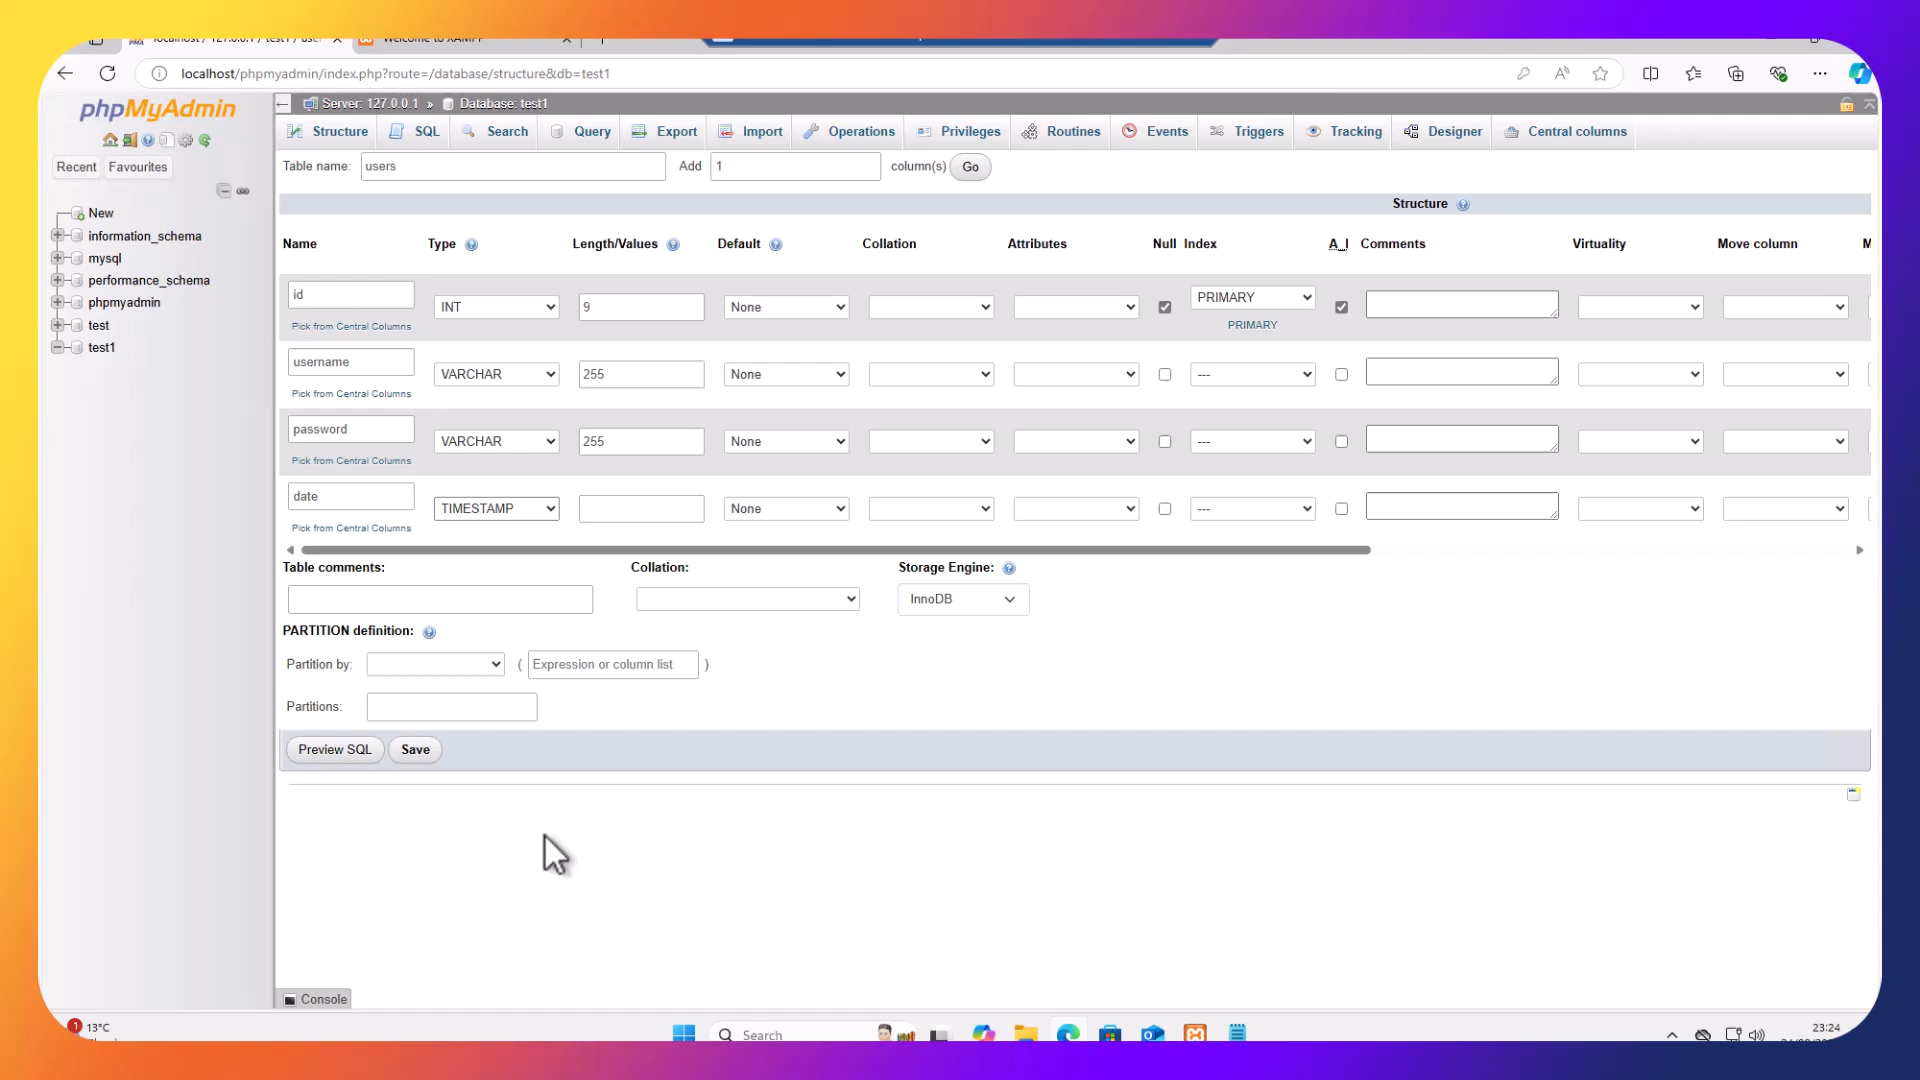 localhost/phpmyadmin/index.php?route=/database/structure&db=test1
phpMyAdmin
Recent Favourites
New
information_schema
mysql
performance_schema
phpmyadmin
test
test1
Server: 127.0.0.1 » Database: test1
Structure SQL Search Query Export Import Operations Privileges Routines Events Triggers Tracking Designer Central columns
Table name: users Add 1 column(s) Go
Structure
Name Type Length/Values Default Collation Attributes Null Index A_I Comments Virtuality Move column M
id INT 9 None PRIMARY
Pick from Central Columns PRIMARY
username VARCHAR 255 None ---
Pick from Central Columns
password VARCHAR 255 None ---
Pick from Central Columns
date TIMESTAMP None ---
Pick from Central Columns
Table comments: Collation: Storage Engine:
InnoDB
PARTITION definition:
Partition by: ( Expression or column list )
Partitions:
Preview SQL Save
Console
1 13°C
Search
23:24